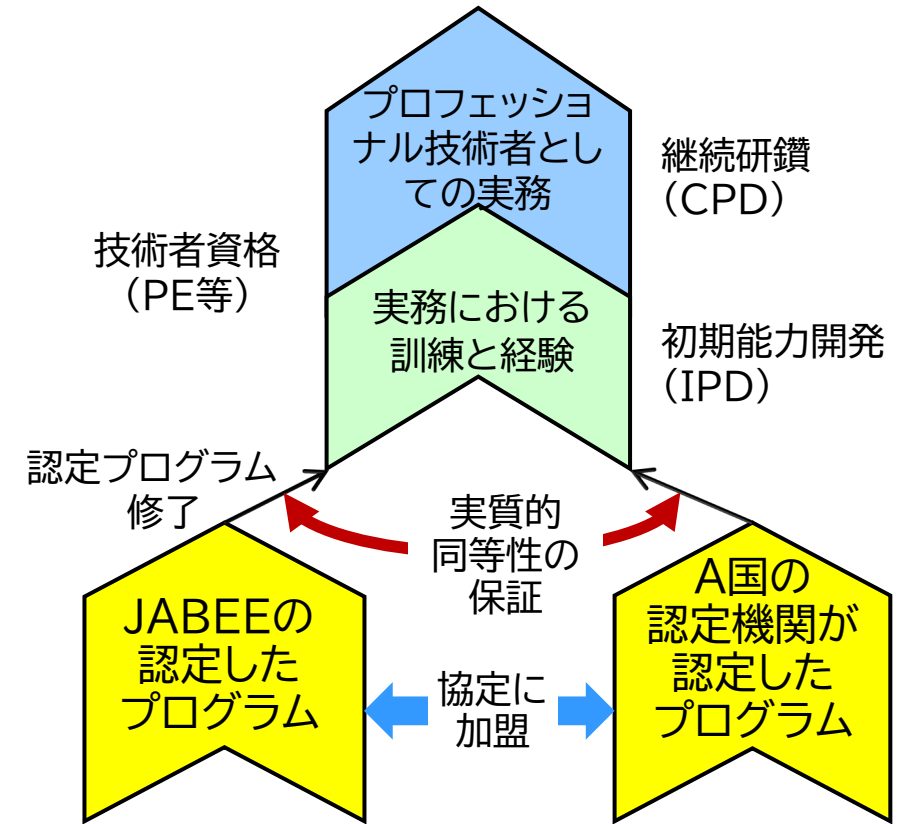 プロフェッショ
ナル技術者とし
ての実務
継続研鑽
（CPD）
技術者資格
（PE等）
実務における
訓練と経験
初期能力開発
（IPD）
認定プログラム
修了
実質的
同等性の
保証
JABEEの
認定した
プログラム
A国の
認定機関が
認定した
プログラム
協定に
加盟